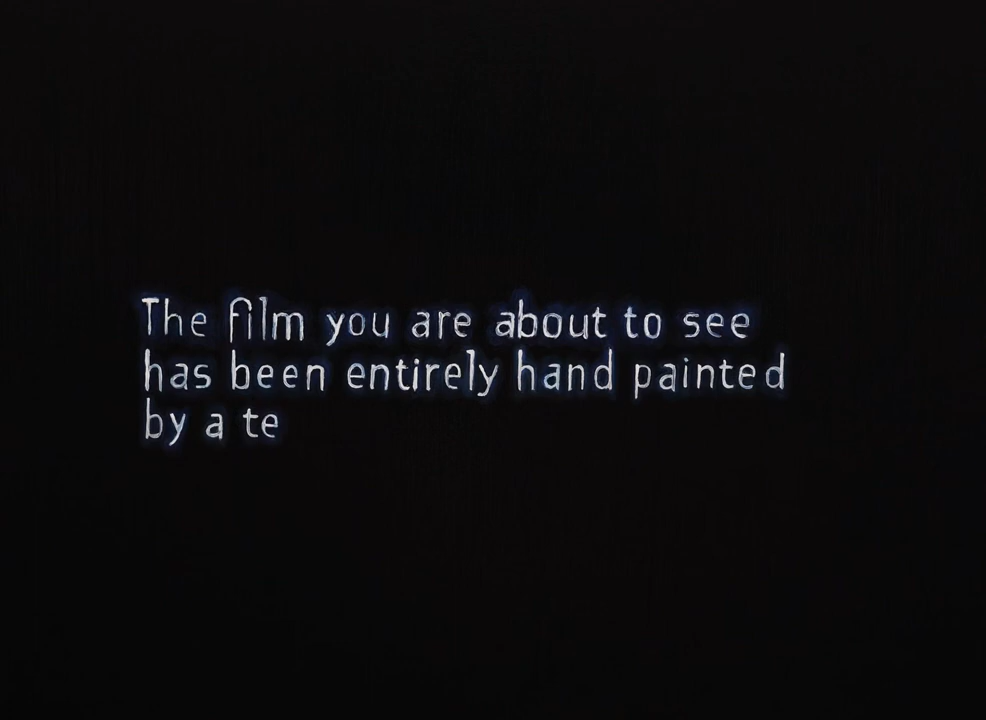 The film you are about to see
has been entirely hand painted
by a te